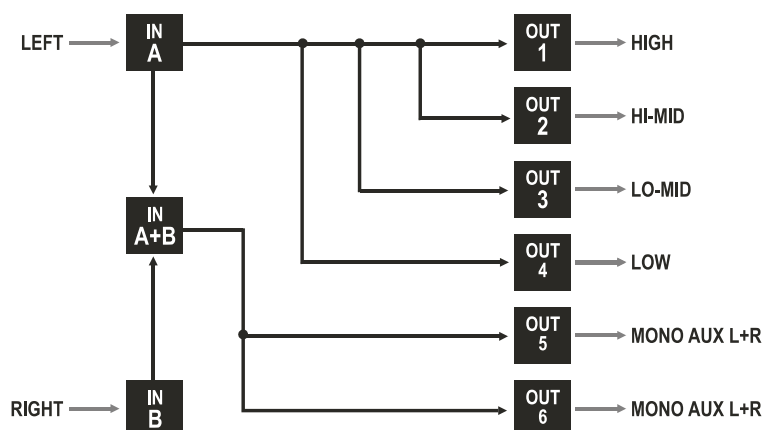 LEFT
IN
A
OUT
1
HIGH
OUT
2
HI-MID
OUT
3
LO-MID
IN
A+B
OUT
4
LOW
OUT
5
MONO AUX L+R
RIGHT
IN
B
OUT
6
MONO AUX L+R